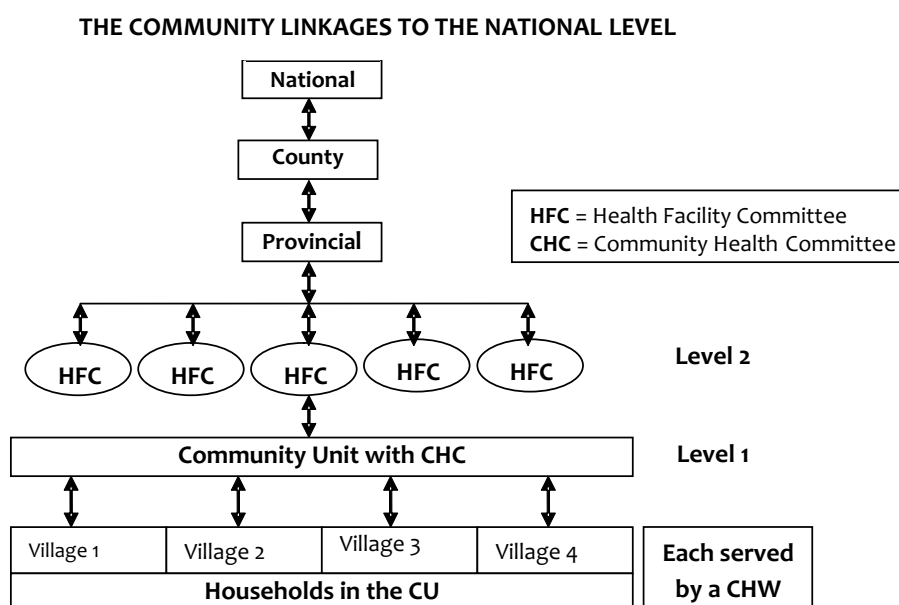 THE COMMUNITY LINKAGES TO THE NATIONAL LEVEL
National
County
HFC = Health Facility Committee
CHC = Community Health Committee
Provincial
HFC HFC HFC HFC HFC
Level 2
Community Unit with CHC
Level 1
Village 1 Village 2 Village 3 Village 4
Households in the CU
Each served
by a CHW